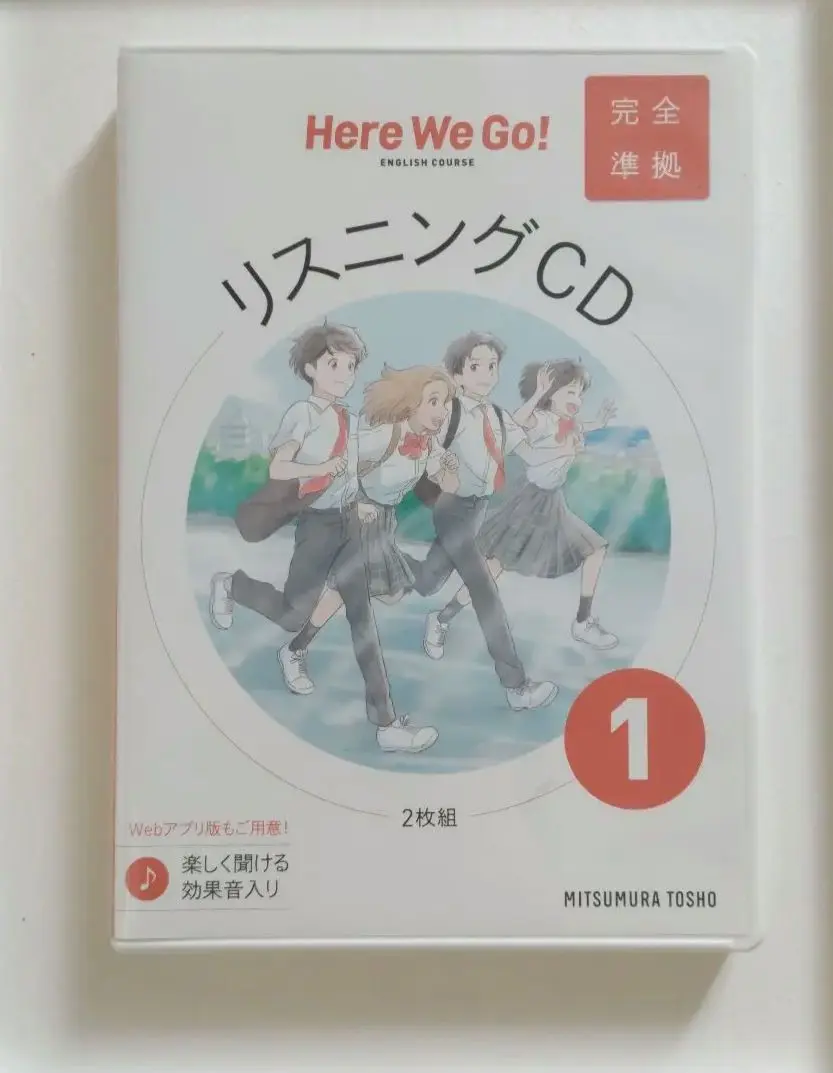 Here We Go!
ENGLISH COURSE
完全
準拠
リスニングCD
1
2枚組
Webアプリ版もご用意!
♪
楽しく聞ける
効果音入り
MITSUMURA TOSHO